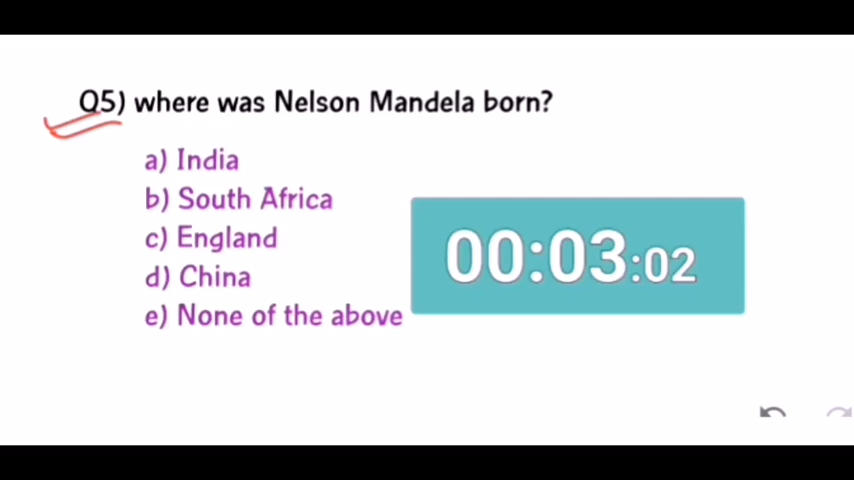 Q5) where was Nelson Mandela born?
a) India
b) South Africa
c) England
d) China
e) None of the above
00:03:02